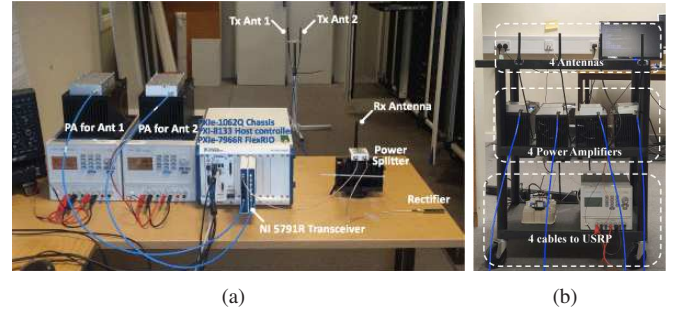 Tx Ant 1
Tx Ant 2
PXIe-1062Q Chassis
PXI-8133 Host controller
PXIe-7966R FlexRIO
PA for Ant 1
PA for Ant 2
Rx Antenna
Power
Splitter
Rectifier
NI 5791R Transceiver
4 Antennas
4 Power Amplifiers
4 cables to USRP
(a)
(b)